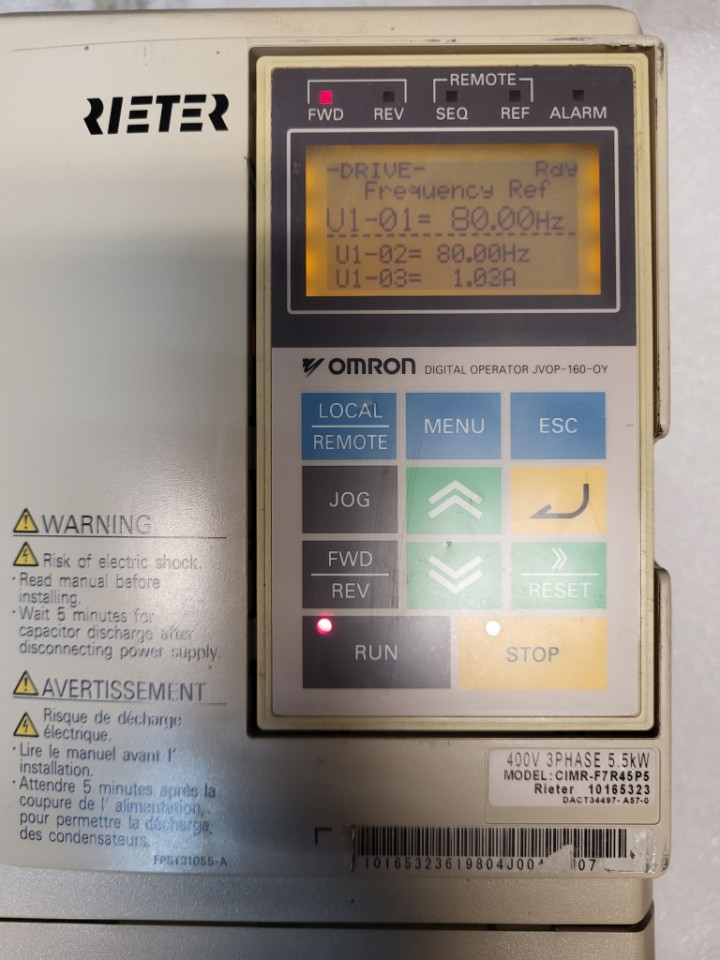 RIETER
REMOTE
FWD REV SEQ REF ALARM
-DRIVE- Rdy
Frequency Ref
U1-01= 80.00Hz
U1-02= 80.00Hz
U1-03= 1.03A
OMRON DIGITAL OPERATOR JVOP-160-OY
LOCAL
REMOTE
MENU
ESC
JOG
FWD
REV
RESET
RUN
STOP
WARNING
Risk of electric shock.
·Read manual before
installing.
·Wait 5 minutes for
capacitor discharge after
disconnecting power supply.
AVERTISSEMENT
Risque de décharge
électrique.
·Lire le manuel avant l'
installation.
·Attendre 5 minutes après la
coupure de l' alimentation,
pour permettre la décharge
des condensateurs.
FPST31055-A
400V 3PHASE 5.5kW
MODEL:CIMR-F7R45P5
Rieter 10165323
DACT34497-A57-0